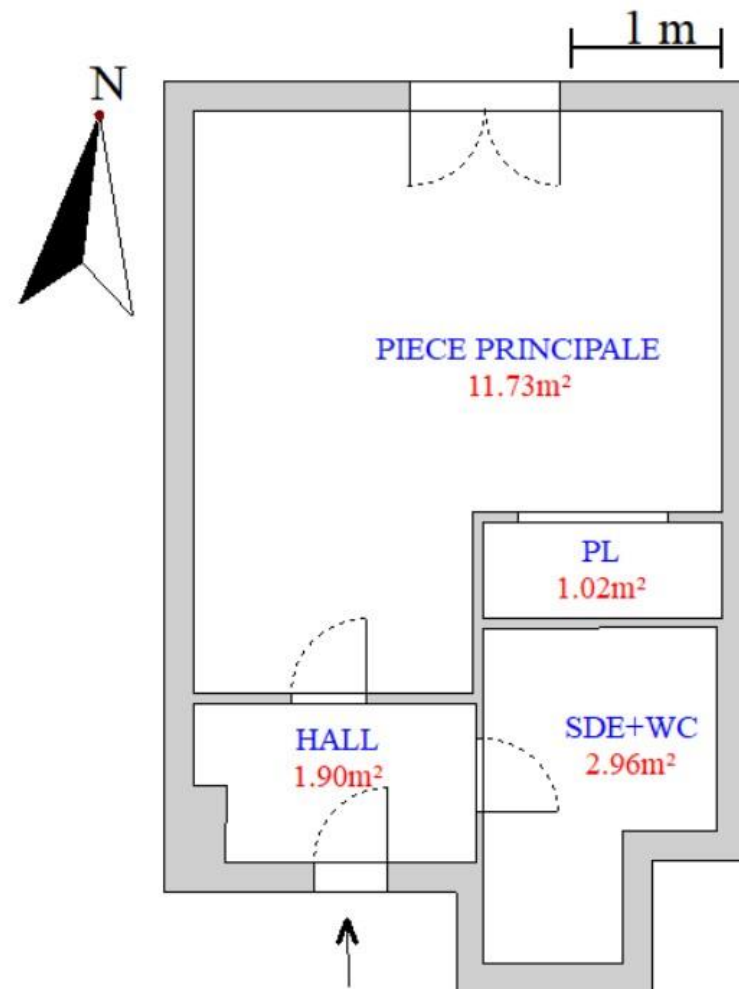 1 m
N
PIECE PRINCIPALE
11.73m²
PL
1.02m²
HALL
1.90m²
SDE+WC
2.96m²